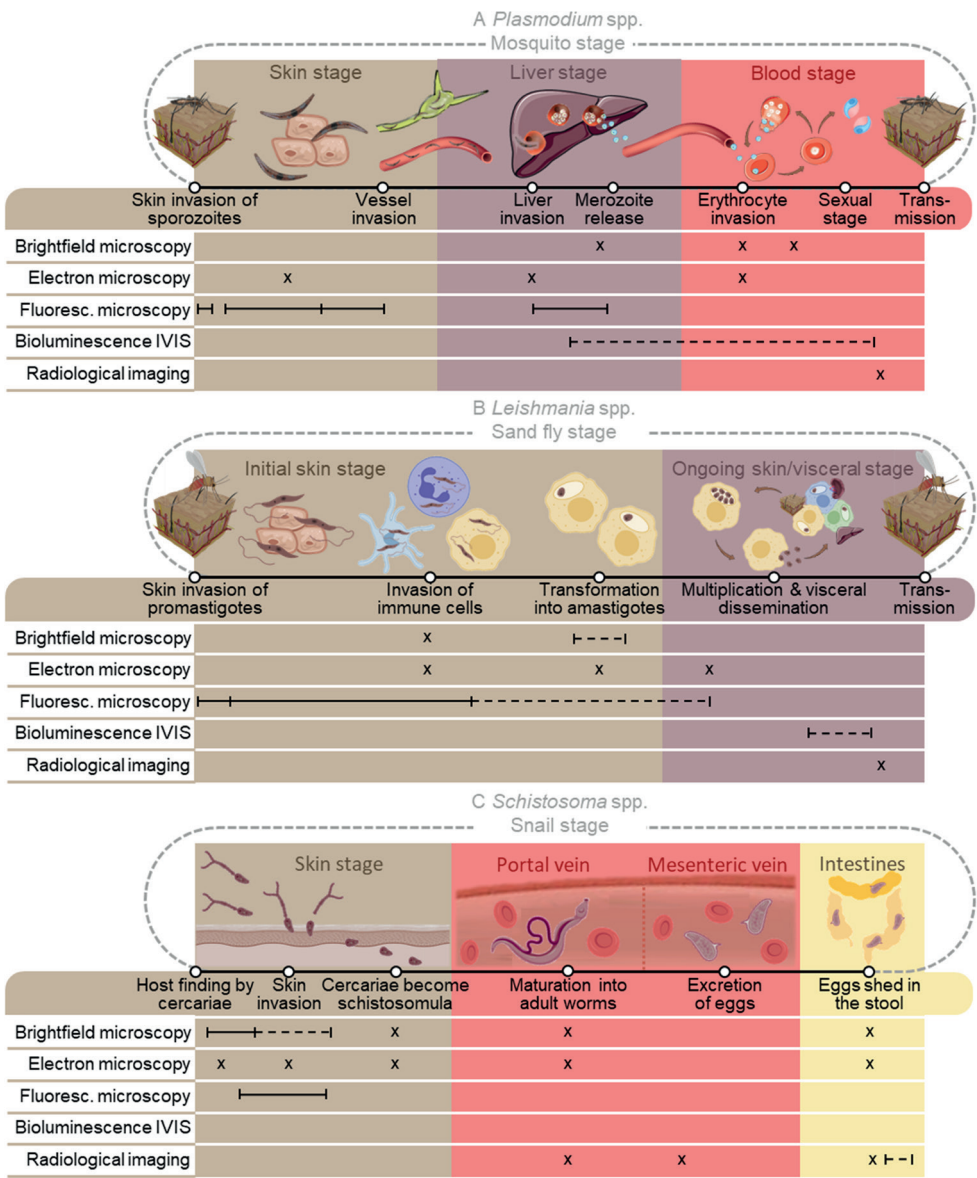 A Plasmodium spp.
Mosquito stage
Skin stage
Liver stage
Blood stage
Skin invasion of
sporozoites
Vessel
invasion
Liver
invasion
Merozoite
release
Erythrocyte
invasion
Sexual
stage
Trans-
mission
Brightfield microscopy
x x x
Electron microscopy
x x x
Fluoresc. microscopy
Bioluminescence IVIS
Radiological imaging
x
B Leishmania spp.
Sand fly stage
Initial skin stage
Ongoing skin/visceral stage
Skin invasion of
promastigotes
Invasion of
immune cells
Transformation
into amastigotes
Multiplication & visceral
dissemination
Trans-
mission
Brightfield microscopy
x
Electron microscopy
x x x
Fluoresc. microscopy
Bioluminescence IVIS
Radiological imaging
x
C Schistosoma spp.
Snail stage
Skin stage
Portal vein
Mesenteric vein
Intestines
Host finding by
cercariae
Skin
invasion
Cercariae become
schistosomula
Maturation into
adult worms
Excretion
of eggs
Eggs shed in
the stool
Brightfield microscopy
x x x
Electron microscopy
x x x x x
Fluoresc. microscopy
Bioluminescence IVIS
Radiological imaging
x x x